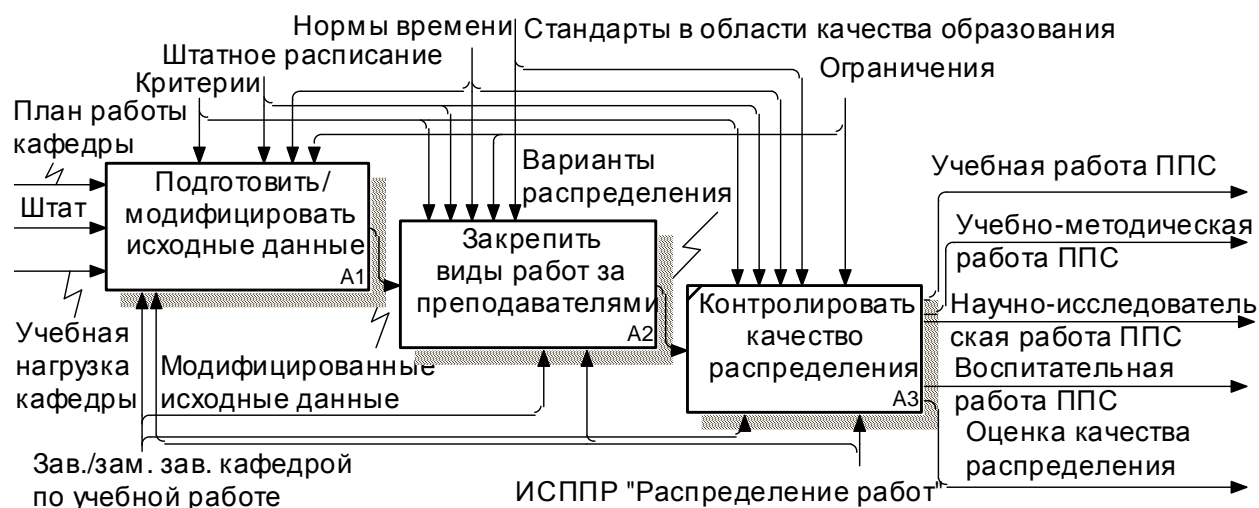 Нормы времени
Стандарты в области качества образования
Штатное расписание
Ограничения
Критерии
План работы
кафедры
Штат
Учебная
нагрузка
кафедры
Подготовить/
модифицировать
исходные данные
A1
Варианты
распределения
Закрепить
виды работ за
преподавателями
A2
Модифицированные
исходные данные
Контролировать
качество
распределения
A3
Учебная работа ППС
Учебно-методическая
работа ППС
Научно-исследователь
ская работа ППС
Воспитательная
работа ППС
Оценка качества
распределения
Зав./зам. зав. кафедрой
по учебной работе
ИСППР "Распределение работ"